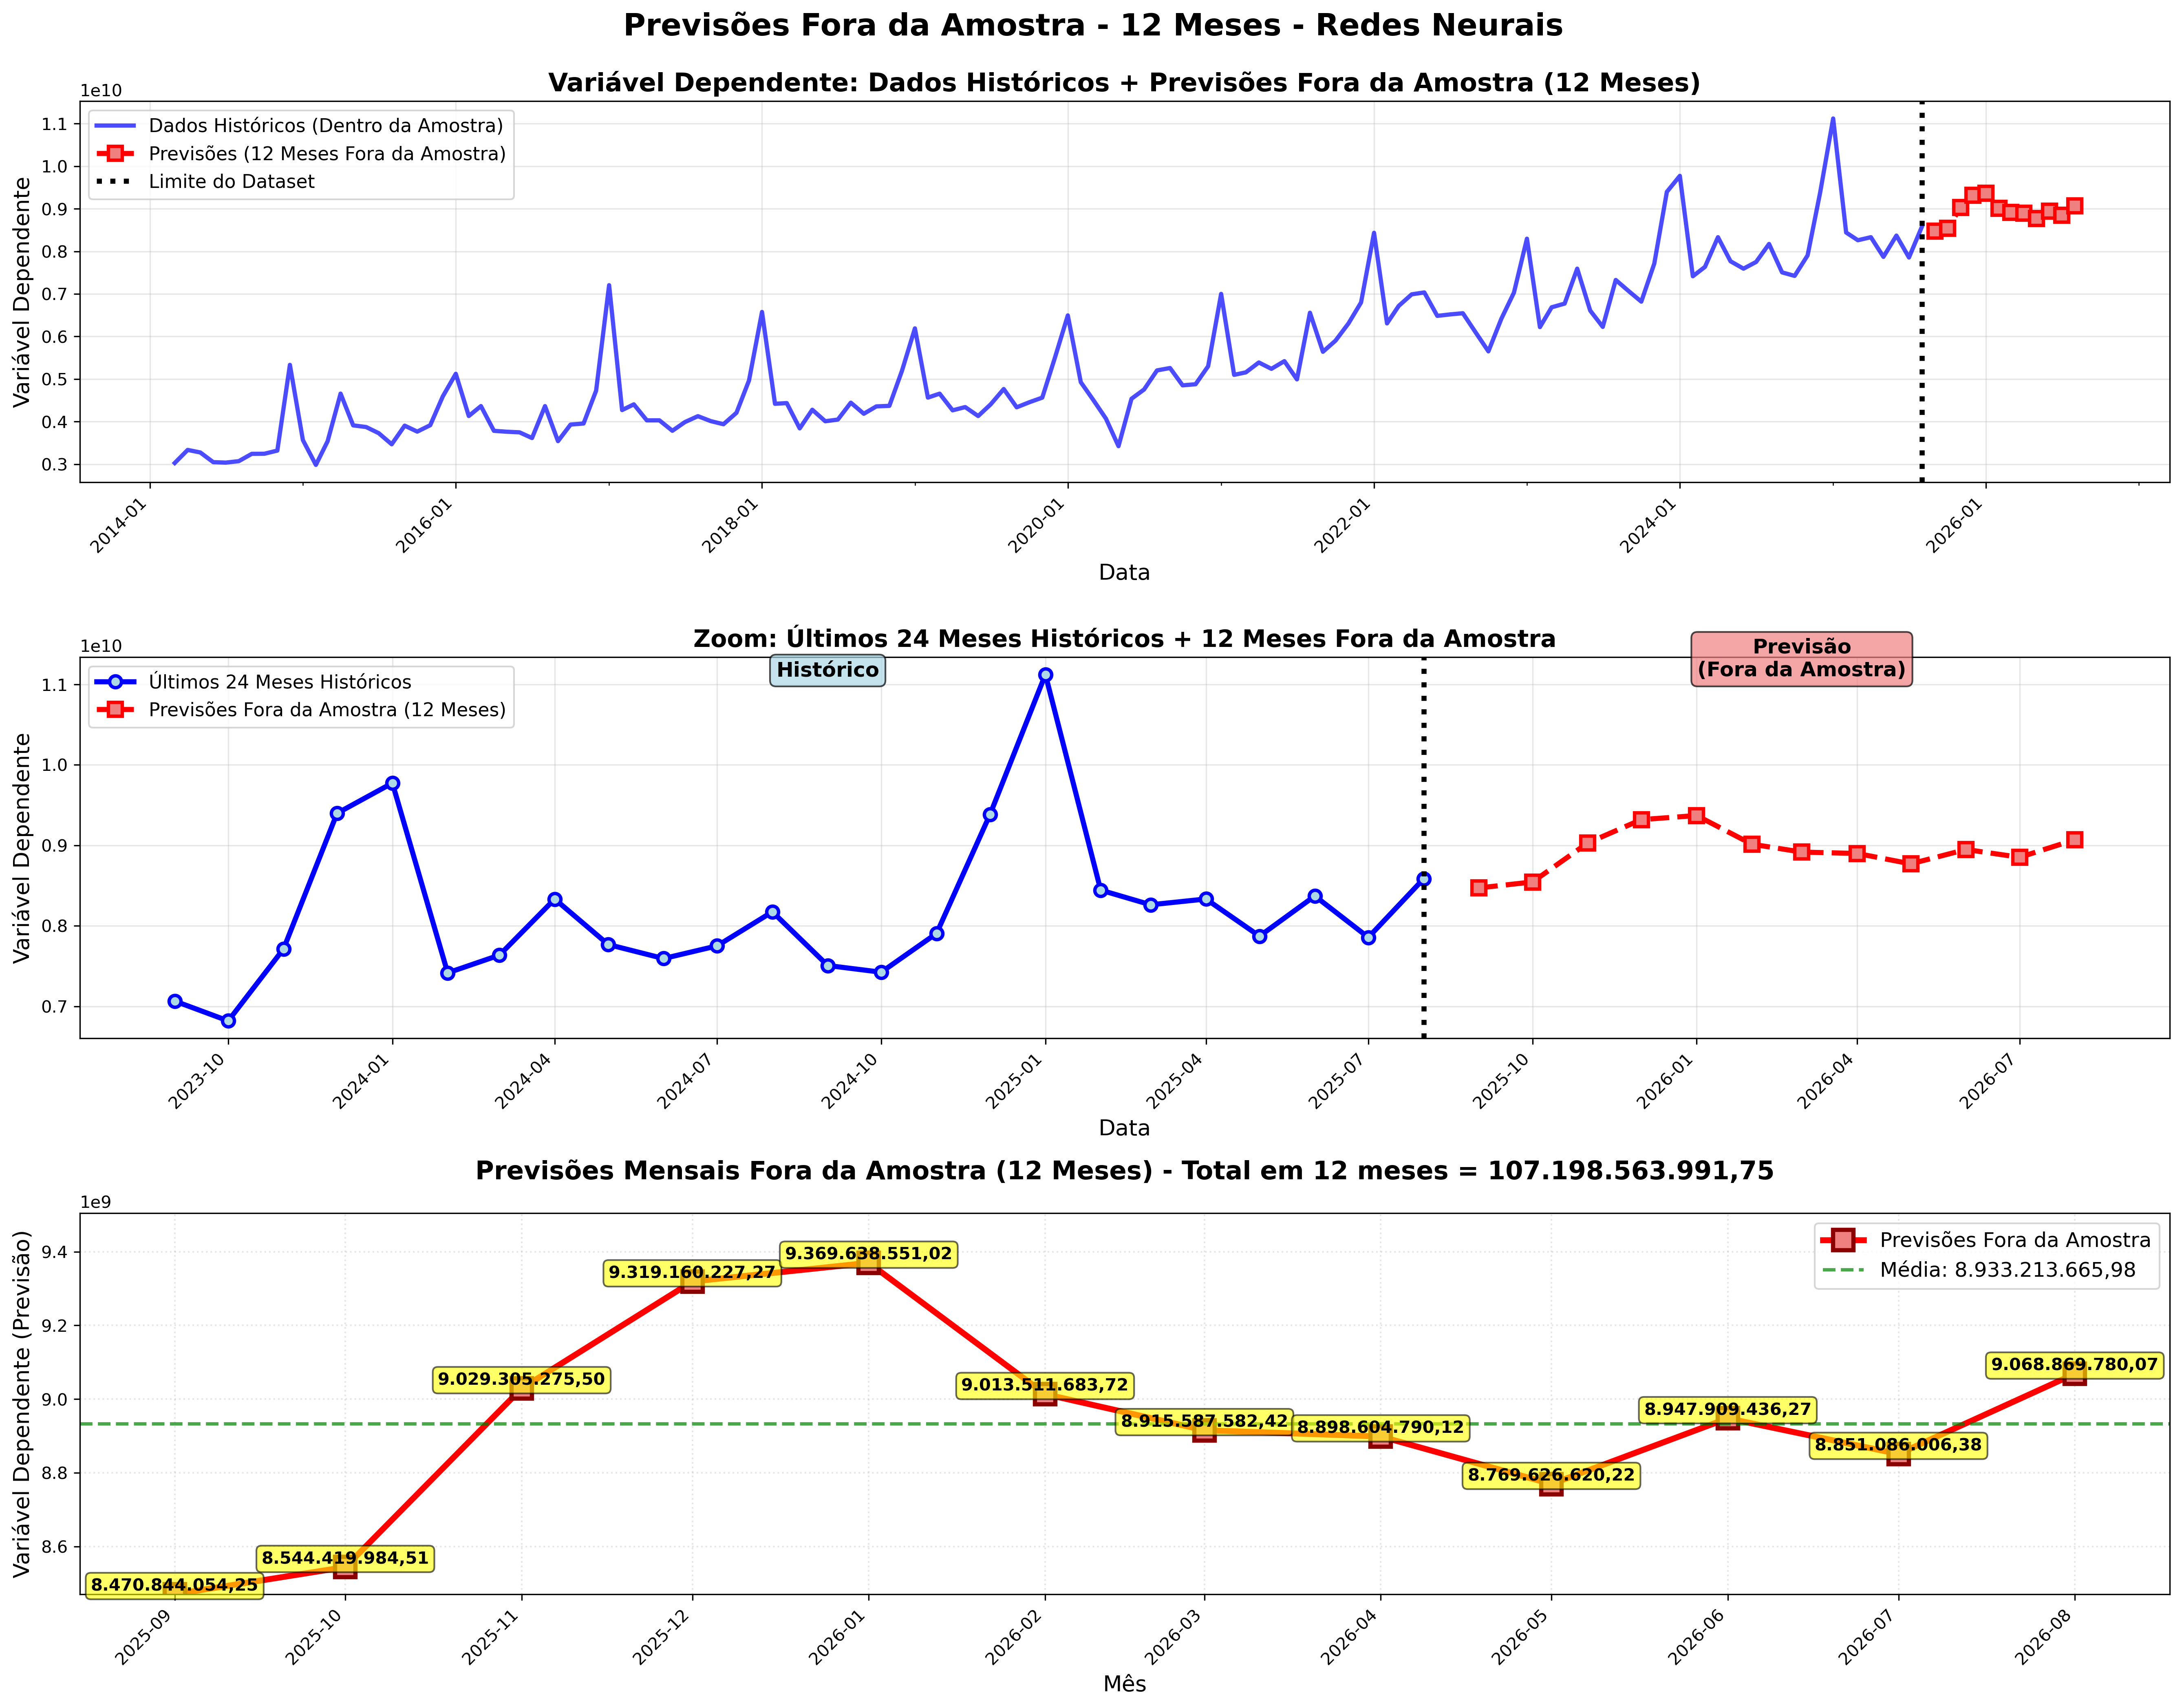 Previsões Fora da Amostra - 12 Meses - Redes Neurais
Variável Dependente: Dados Históricos + Previsões Fora da Amostra (12 Meses)
1e10
Dados Históricos (Dentro da Amostra)
Previsões (12 Meses Fora da Amostra)
Limite do Dataset
Variável Dependente
1.1
1.0
0.9
0.8
0.7
0.6
0.5
0.4
0.3
2014-01
2016-01
2018-01
2020-01
2022-01
2024-01
2026-01
Data
Zoom: Últimos 24 Meses Históricos + 12 Meses Fora da Amostra
1e10
Últimos 24 Meses Históricos
Previsões Fora da Amostra (12 Meses)
Histórico
Previsão
(Fora da Amostra)
Variável Dependente
1.1
1.0
0.9
0.8
0.7
2023-10
2024-01
2024-04
2024-07
2024-10
2025-01
2025-04
2025-07
2025-10
2026-01
2026-04
2026-07
Data
Previsões Mensais Fora da Amostra (12 Meses) - Total em 12 meses = 107.198.563.991,75
1e9
Previsões Fora da Amostra
Média: 8.933.213.665,98
Variável Dependente (Previsão)
9.4
9.2
9.0
8.8
8.6
8.470.844.054,25
8.544.419.984,51
9.029.305.275,50
9.319.160.227,27
9.369.638.551,02
9.013.511.683,72
8.915.587.582,42
8.898.604.790,12
8.769.626.620,22
8.947.909.436,27
8.851.086.006,38
9.068.869.780,07
2025-09
2025-10
2025-11
2025-12
2026-01
2026-02
2026-03
2026-04
2026-05
2026-06
2026-07
2026-08
Mês